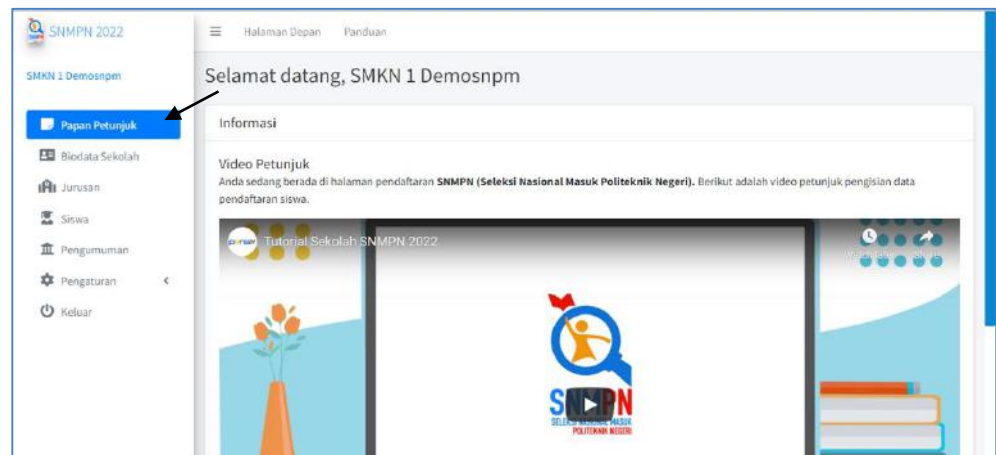 SNMPN 2022
Halaman Depan Panduan
SMKN 1 Demosnpm
Selamat datang, SMKN 1 Demosnpm
Papan Petunjuk
Biodata Sekolah
Jurusan
Siswa
Pengumuman
Pengaturan
Keluar
Informasi
Video Petunjuk
Anda sedang berada di halaman pendaftaran SNMPN (Seleksi Nasional Masuk Politeknik Negeri). Berikut adalah video petunjuk pengisian data
pendaftaran siswa.
Tutorial Sekolah SNMPN 2022
SNMPN
SELEKSI NASIONAL MASUK
POLITEKNIK NEGERI